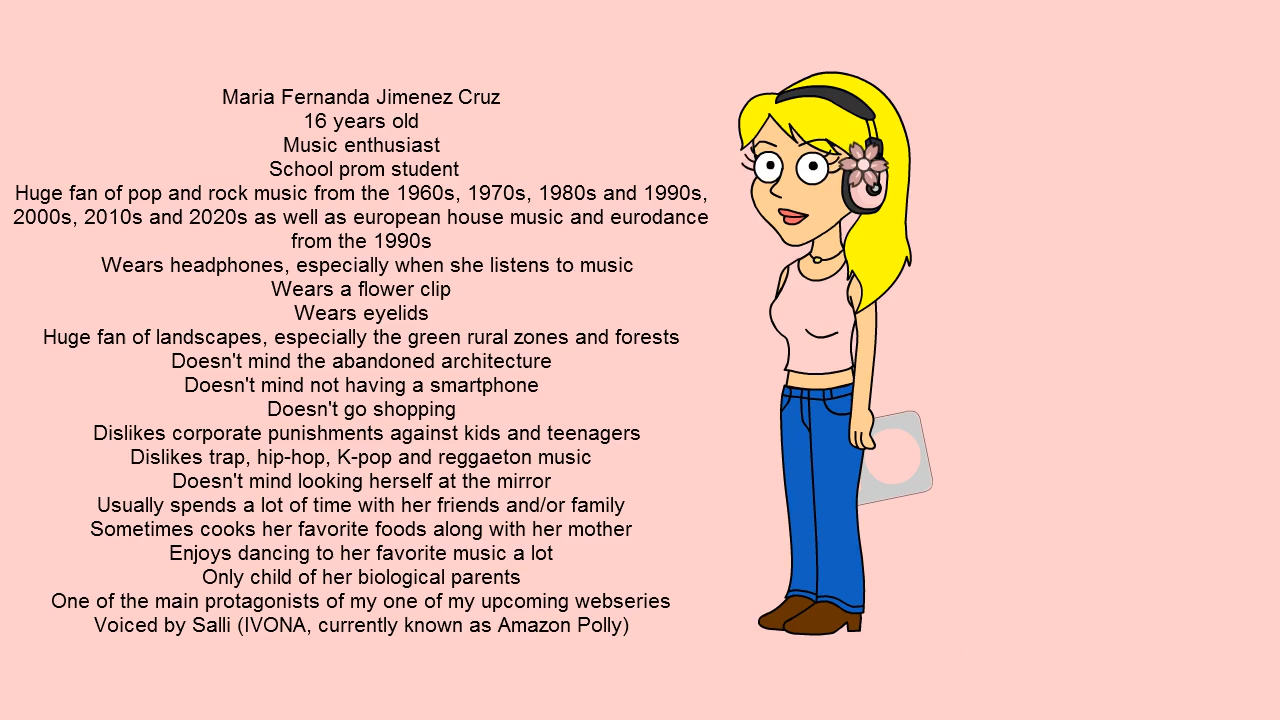 Maria Fernanda Jimenez Cruz
16 years old
Music enthusiast
School prom student
Huge fan of pop and rock music from the 1960s, 1970s, 1980s and 1990s,
2000s, 2010s and 2020s as well as european house music and eurodance
from the 1990s
Wears headphones, especially when she listens to music
Wears a flower clip
Wears eyelids
Huge fan of landscapes, especially the green rural zones and forests
Doesn't mind the abandoned architecture
Doesn't mind not having a smartphone
Doesn't go shopping
Dislikes corporate punishments against kids and teenagers
Dislikes trap, hip-hop, K-pop and reggaeton music
Doesn't mind looking herself at the mirror
Usually spends a lot of time with her friends and/or family
Sometimes cooks her favorite foods along with her mother
Enjoys dancing to her favorite music a lot
Only child of her biological parents
One of the main protagonists of my one of my upcoming webseries
Voiced by Salli (IVONA, currently known as Amazon Polly)